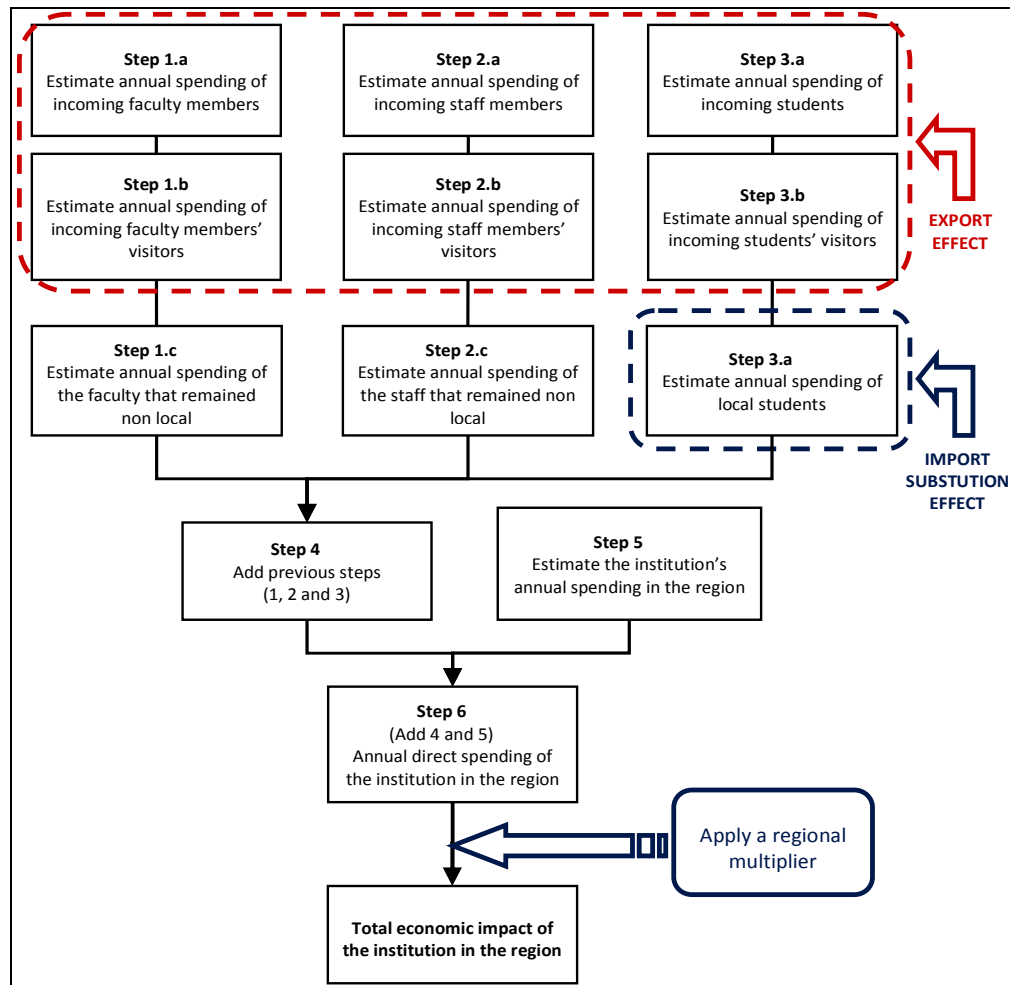 Step 1.a
Estimate annual spending of
incoming faculty members
Step 2.a
Estimate annual spending of
incoming staff members
Step 3.a
Estimate annual spending of
incoming students
Step 1.b
Estimate annual spending of
incoming faculty members’
visitors
Step 2.b
Estimate annual spending of
incoming staff members’
visitors
Step 3.b
Estimate annual spending of
incoming students’ visitors
EXPORT
EFFECT
Step 1.c
Estimate annual spending of
the faculty that remained
non local
Step 2.c
Estimate annual spending of
the staff that remained non
local
Step 3.a
Estimate annual spending of
local students
IMPORT
SUBSTUTION
EFFECT
Step 4
Add previous steps
(1, 2 and 3)
Step 5
Estimate the institution’s
annual spending in the region
Step 6
(Add 4 and 5)
Annual direct spending of
the institution in the region
Apply a regional
multiplier
Total economic impact of
the institution in the region